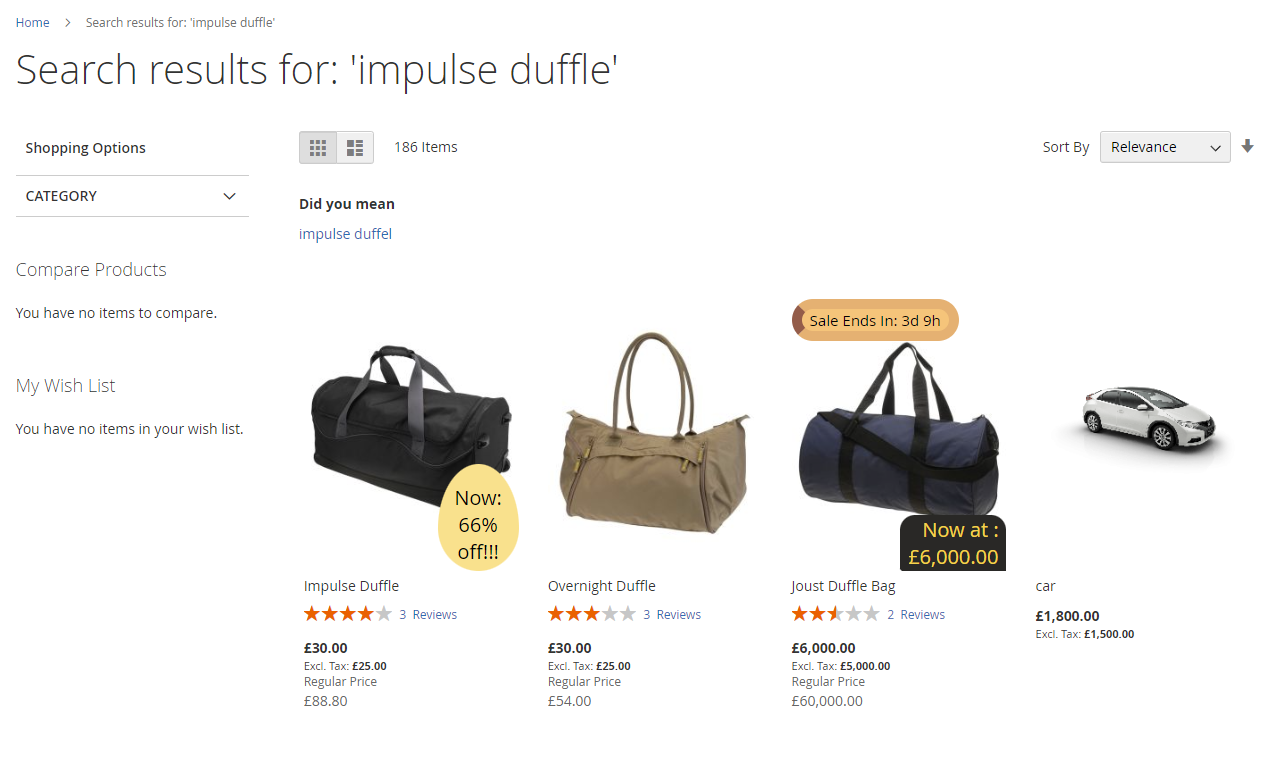 Home > Search results for: 'impulse duffle'
Search results for: 'impulse duffle'
Shopping Options
CATEGORY
Compare Products
You have no items to compare.
My Wish List
You have no items in your wish list.
186 Items
Sort By Relevance
Did you mean
impulse duffel
Now:
66%
off!!!
Impulse Duffle
3 Reviews
£30.00
Excl. Tax: £25.00
Regular Price
£88.80
Overnight Duffle
3 Reviews
£30.00
Excl. Tax: £25.00
Regular Price
£54.00
Sale Ends In: 3d 9h
Now at :
£6,000.00
Joust Duffle Bag
2 Reviews
£6,000.00
Excl. Tax: £5,000.00
Regular Price
£60,000.00
car
£1,800.00
Excl. Tax: £1,500.00